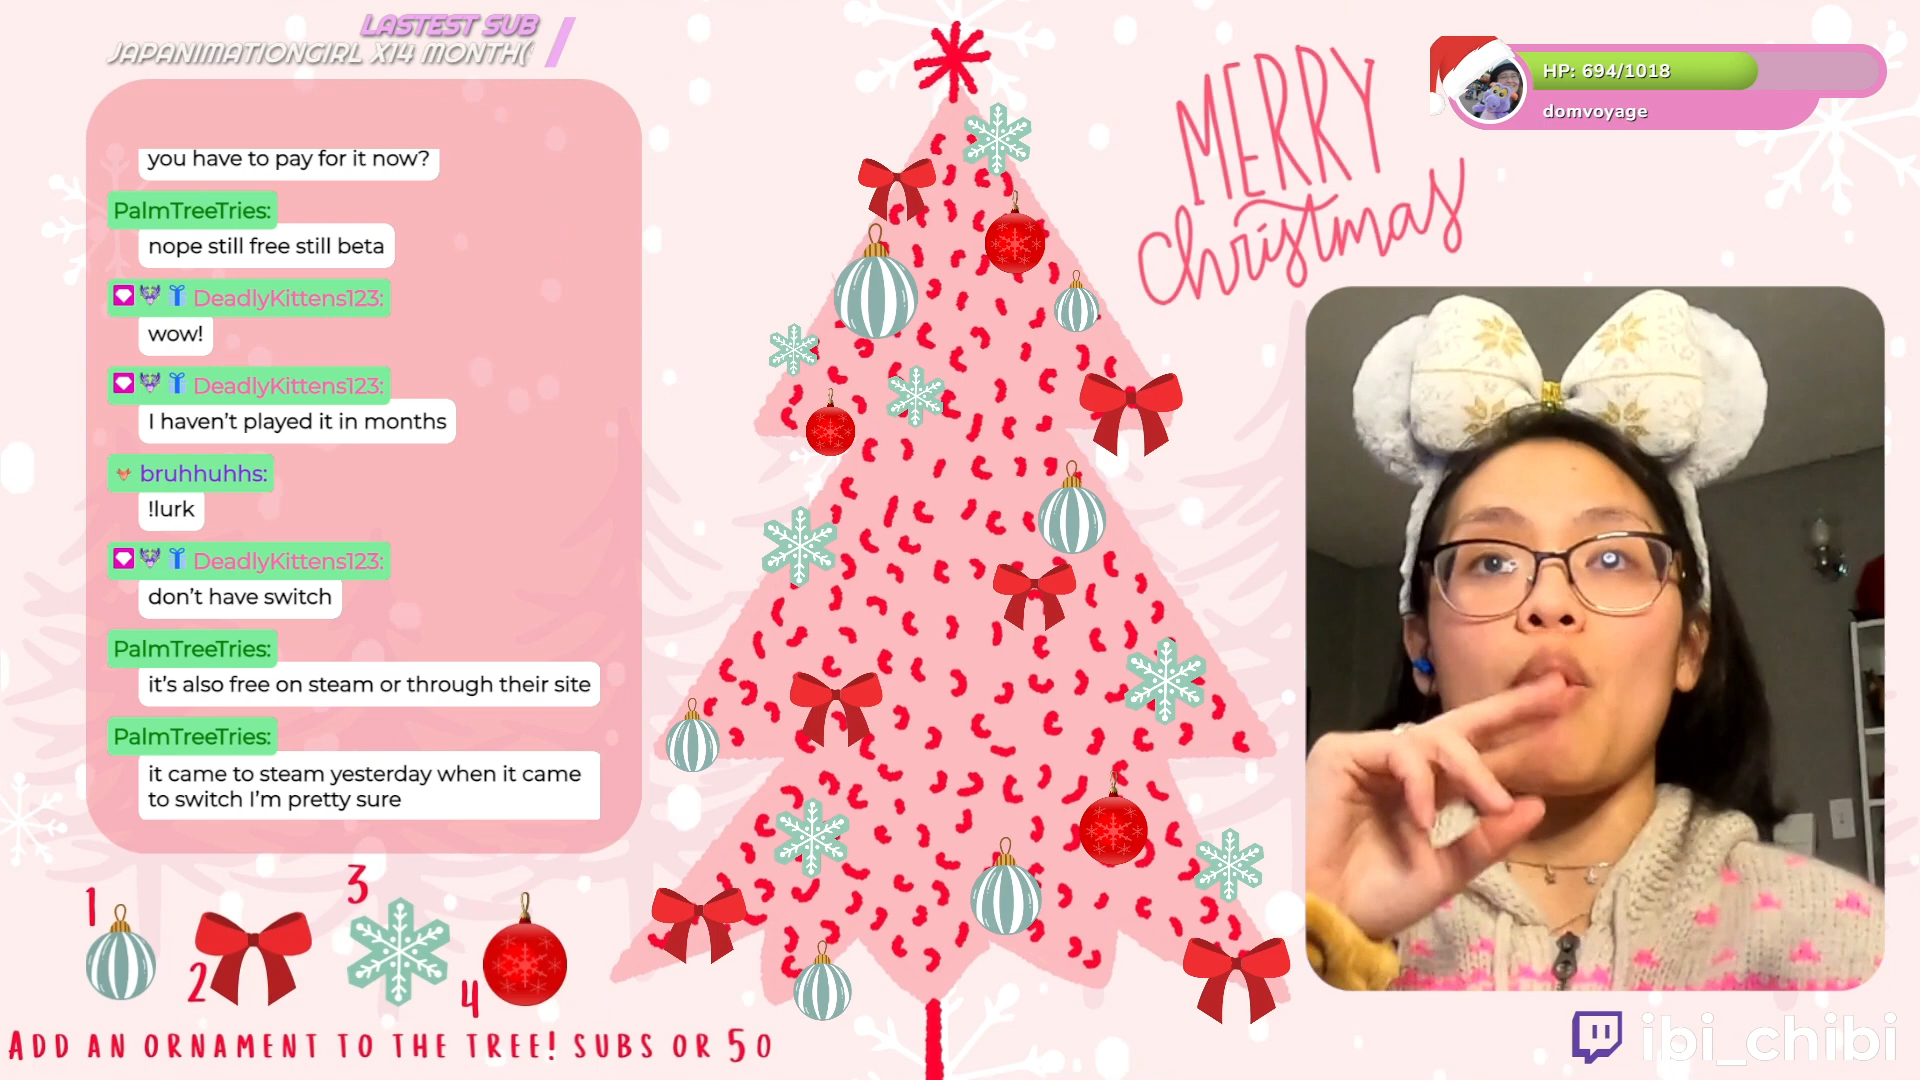 LASTEST SUB
JAPANIMATIONGIRL X14 MONTH(
you have to pay for it now?
PalmTreeTries:
nope still free still beta
DeadlyKittens123:
wow!
DeadlyKittens123:
I haven't played it in months
bruhhuhhs:
!lurk
DeadlyKittens123:
don't have switch
PalmTreeTries:
it's also free on steam or through their site
PalmTreeTries:
it came to steam yesterday when it came
to switch I'm pretty sure
1
2
3
4
ADD AN ORNAMENT TO THE TREE! SUBS OR 50
MERRY
christmas
HP: 694/1018
domvoyage
ibi_chibi